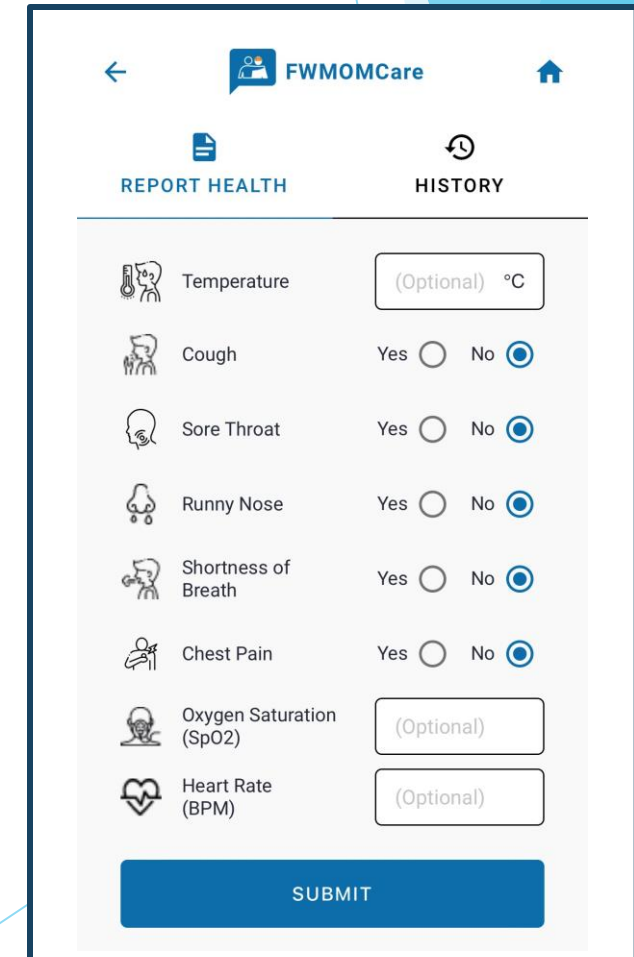 FWMOMCare
REPORT HEALTH HISTORY
Temperature (Optional) °C
Cough Yes No
Sore Throat Yes No
Runny Nose Yes No
Shortness of
Breath Yes No
Chest Pain Yes No
Oxygen Saturation
(SpO2) (Optional)
Heart Rate
(BPM) (Optional)
SUBMIT